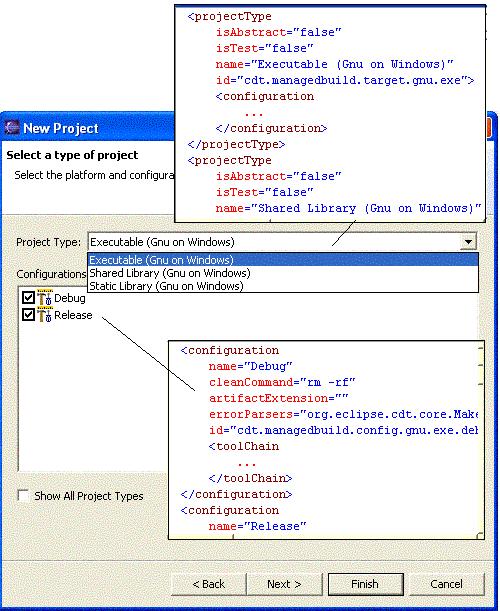 <projectType
isAbstract="false"
isTest="false"
name="Executable (Gnu on Windows)"
id="cdt.managedbuild.target.gnu.exe">
<configuration
...
</configuration>
</projectType>
<projectType
isAbstract="false"
isTest="false"
name="Shared Library (Gnu on Windows)"
New Project
Select a type of project
Select the platform and configura
Project Type: Executable (Gnu on Windows)
Executable (Gnu on Windows)
Shared Library (Gnu on Windows)
Static Library (Gnu on Windows)
Configurations
Debug
Release
<configuration
name="Debug"
cleanCommand="rm -rf"
artifactExtension=""
errorParsers="org.eclipse.cdt.core.Make
id="cdt.managedbuild.config.gnu.exe.deb
<toolChain
...
</toolChain>
</configuration>
<configuration
name="Release"
Show All Project Types
< Back
Next >
Finish
Cancel